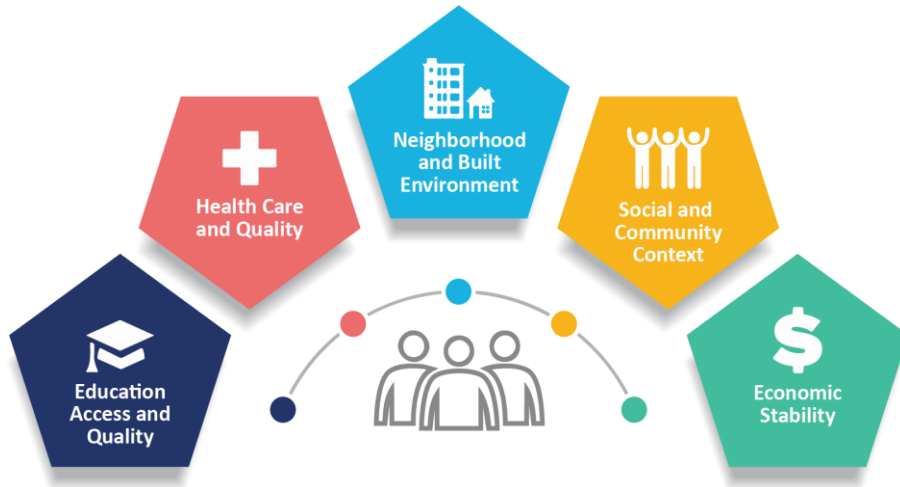 Education
Access and
Quality
Health Care
and Quality
Neighborhood
and Built
Environment
Social and
Community
Context
$
Economic
Stability